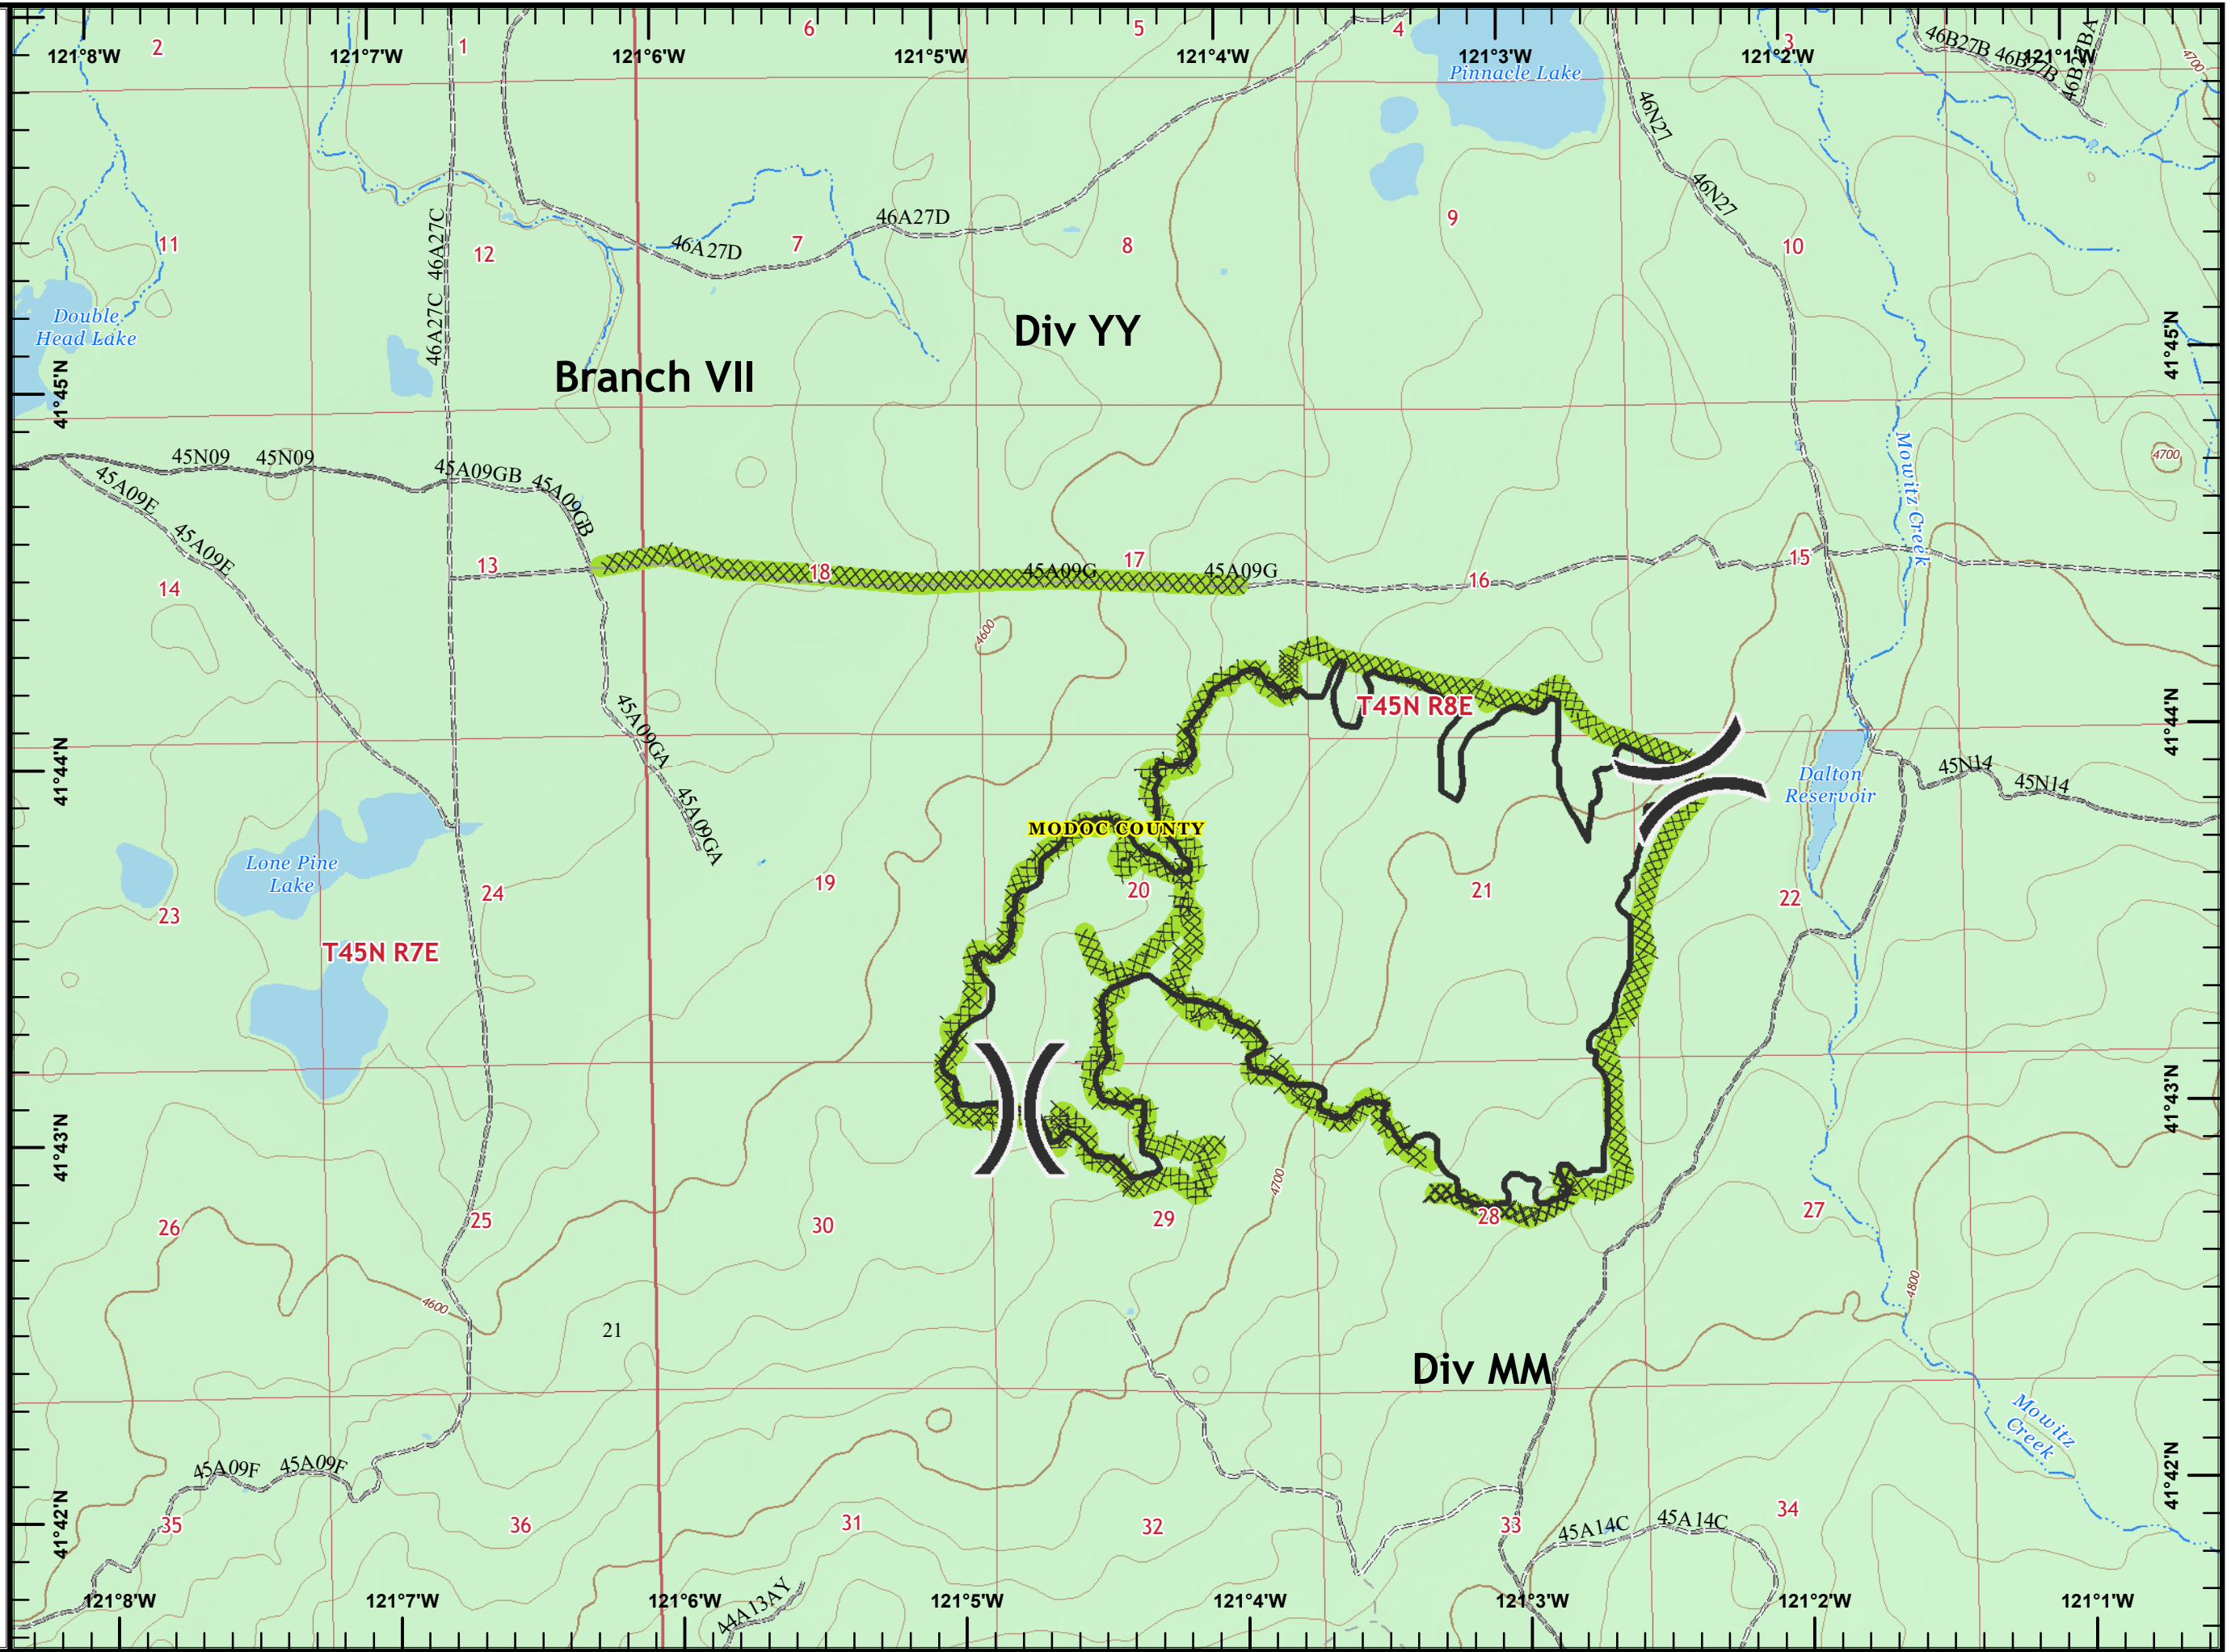 2
1
6
5
4
3
121°8'W
121°7'W
121°6'W
121°5'W
121°4'W
121°3'W
121°2'W
121°1'W
Pinnacle Lake
46B27B
46B27B
46B27BA
4700
46N27
46N27
11
46A27C
46A27C
12
46A27D
7
46A27D
8
9
10
Double
Head Lake
Div YY
Branch VII
41°45'N
41°45'N
45N09
45N09
45A09GB
45A09GB
45A09E
45A09E
Mowitz Creek
4700
14
13
18
45A09G
17
45A09G
16
15
4600
41°44'N
41°44'N
45A09GA
45A09GA
T45N R8E
Dalton
Reservoir
45N14
45N14
MODOC COUNTY
Lone Pine
Lake
23
24
19
20
21
22
T45N R7E
41°43'N
41°43'N
4700
26
25
30
29
28
27
4600
4800
21
Div MM
Mowitz
Creek
45A09F
45A09F
41°42'N
41°42'N
35
36
31
32
33
45A14C
45A14C
34
44A13AY
121°8'W
121°7'W
121°6'W
121°5'W
121°4'W
121°3'W
121°2'W
121°1'W